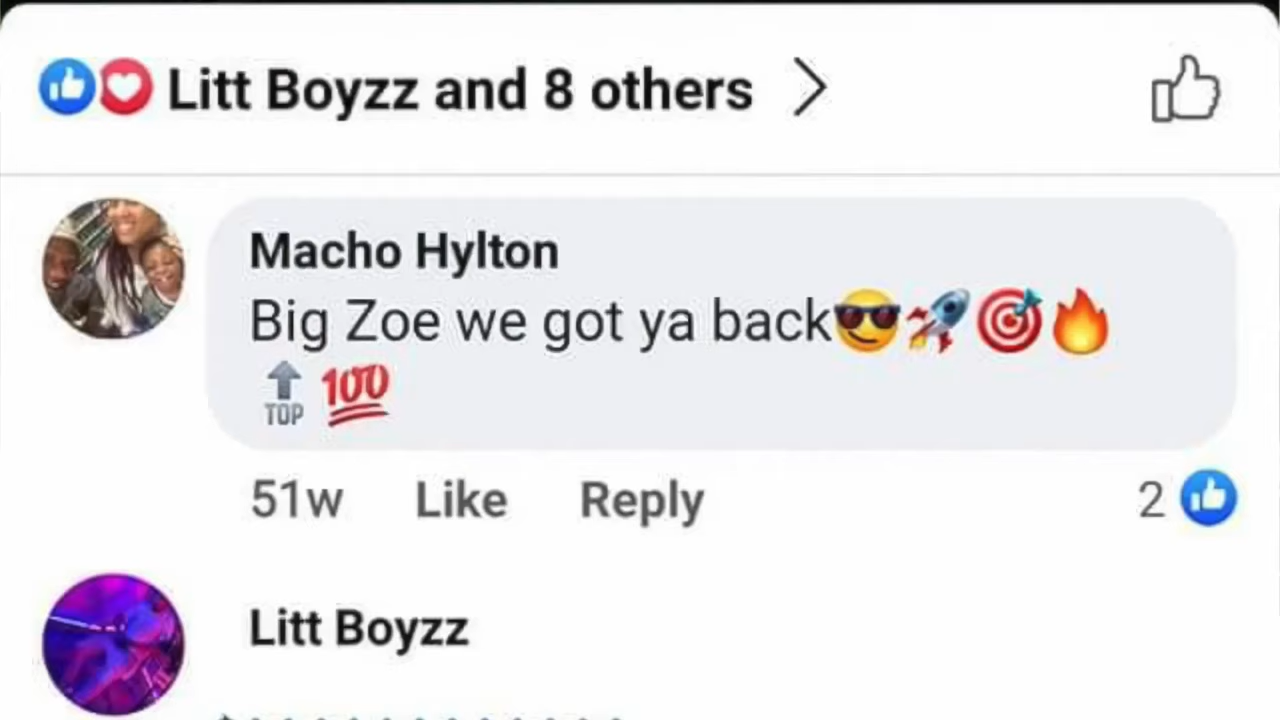 Litt Boyzz and 8 others
Macho Hylton
Big Zoe we got ya back😎🚀🎯🔥
🔝💯
51w Like Reply 2
Litt Boyzz